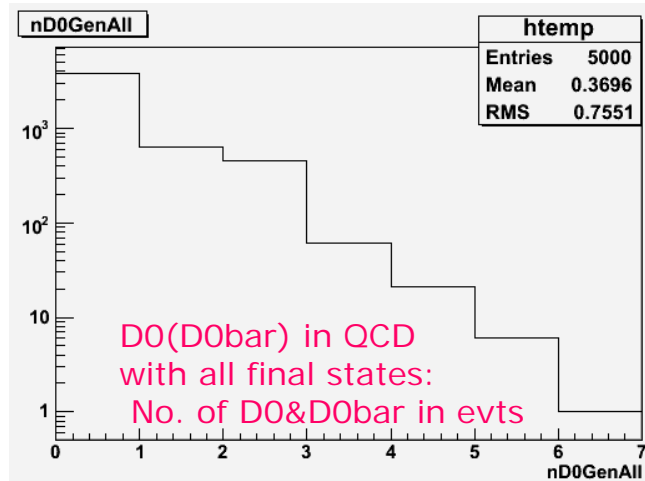 nD0GenAll
htemp
Entries 5000
Mean 0.3696
RMS 0.7551
10³
10²
10
1
D0(D0bar) in QCD
with all final states:
No. of D0&D0bar in evts
0 1 2 3 4 5 6 7
nD0GenAll